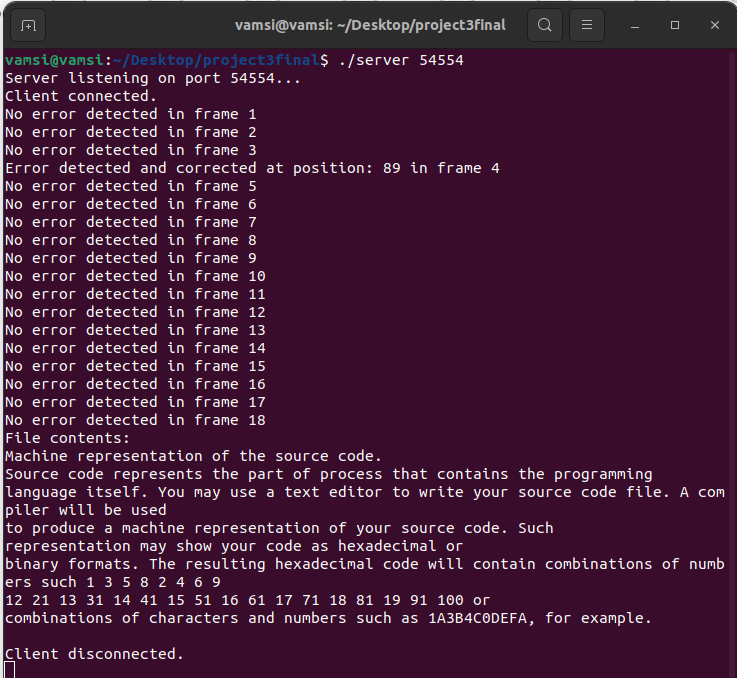 vamsi@vamsi: ~/Desktop/project3final
vamsi@vamsi:~/Desktop/project3final$ ./server 54554
Server listening on port 54554...
Client connected.
No error detected in frame 1
No error detected in frame 2
No error detected in frame 3
Error detected and corrected at position: 89 in frame 4
No error detected in frame 5
No error detected in frame 6
No error detected in frame 7
No error detected in frame 8
No error detected in frame 9
No error detected in frame 10
No error detected in frame 11
No error detected in frame 12
No error detected in frame 13
No error detected in frame 14
No error detected in frame 15
No error detected in frame 16
No error detected in frame 17
No error detected in frame 18
File contents:
Machine representation of the source code.
Source code represents the part of process that contains the programming
language itself. You may use a text editor to write your source code file. A com
piler will be used
to produce a machine representation of your source code. Such
representation may show your code as hexadecimal or
binary formats. The resulting hexadecimal code will contain combinations of numb
ers such 1 3 5 8 2 4 6 9
12 21 13 31 14 41 15 51 16 61 17 71 18 81 19 91 100 or
combinations of characters and numbers such as 1A3B4C0DEFA, for example.
Client disconnected.